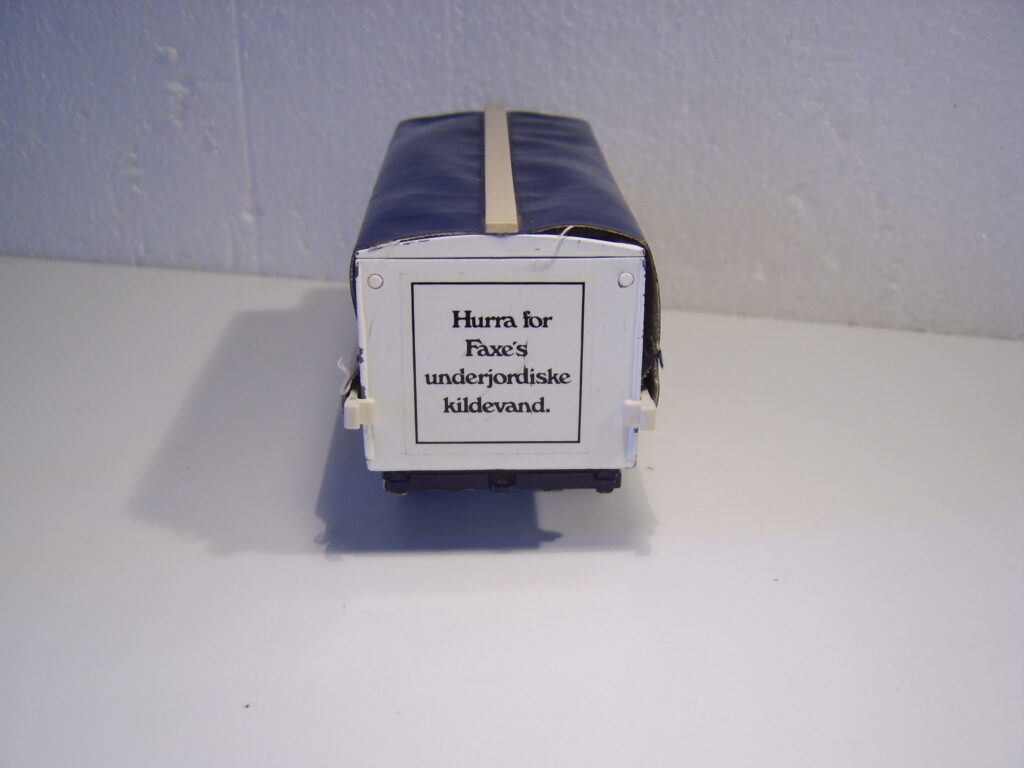 Hurra for
Faxe's
underjordiske
kildevand.